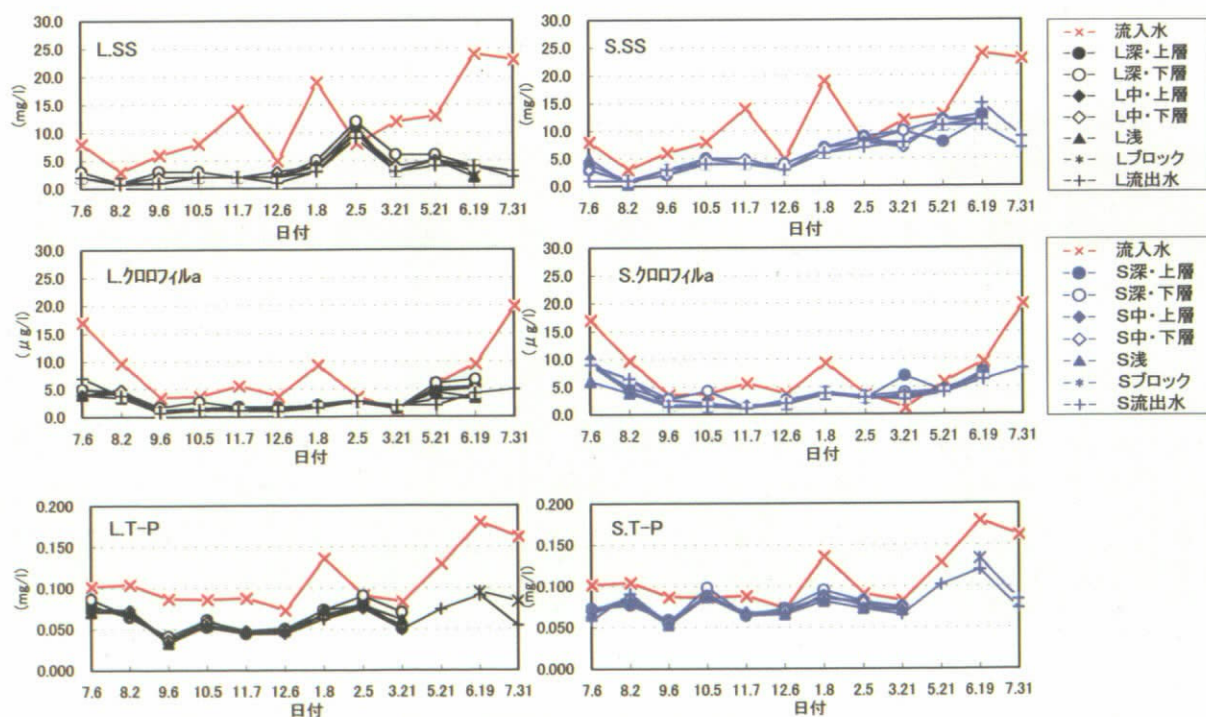 L.SS
(mg/l)
30.0
25.0
20.0
15.0
10.0
5.0
0.0
7.6 8.2 9.6 10.5 11.7 12.6 1.8 2.5 3.21 5.21 6.19 7.31
日付
S.SS
(mg/l)
30.0
25.0
20.0
15.0
10.0
5.0
0.0
7.6 8.2 9.6 10.5 11.7 12.6 1.8 2.5 3.21 5.21 6.19 7.31
日付
流入水
L深・上層
L深・下層
L中・上層
L中・下層
L浅
Lブロック
L流出水
L.クロロフィルa
(μg/l)
30.0
25.0
20.0
15.0
10.0
5.0
0.0
7.6 8.2 9.6 10.5 11.7 12.6 1.8 2.5 3.21 5.21 6.19 7.31
日付
S.クロロフィルa
(μg/l)
30.0
25.0
20.0
15.0
10.0
5.0
0.0
7.6 8.2 9.6 10.5 11.7 12.6 1.8 2.5 3.21 5.21 6.19 7.31
日付
流入水
S深・上層
S深・下層
S中・上層
S中・下層
S浅
Sブロック
S流出水
L.T-P
(mg/l)
0.200
0.150
0.100
0.050
0.000
7.6 8.2 9.6 10.5 11.7 12.6 1.8 2.5 3.21 5.21 6.19 7.31
日付
S.T-P
(mg/l)
0.200
0.150
0.100
0.050
0.000
7.6 8.2 9.6 10.5 11.7 12.6 1.8 2.5 3.21 5.21 6.19 7.31
日付